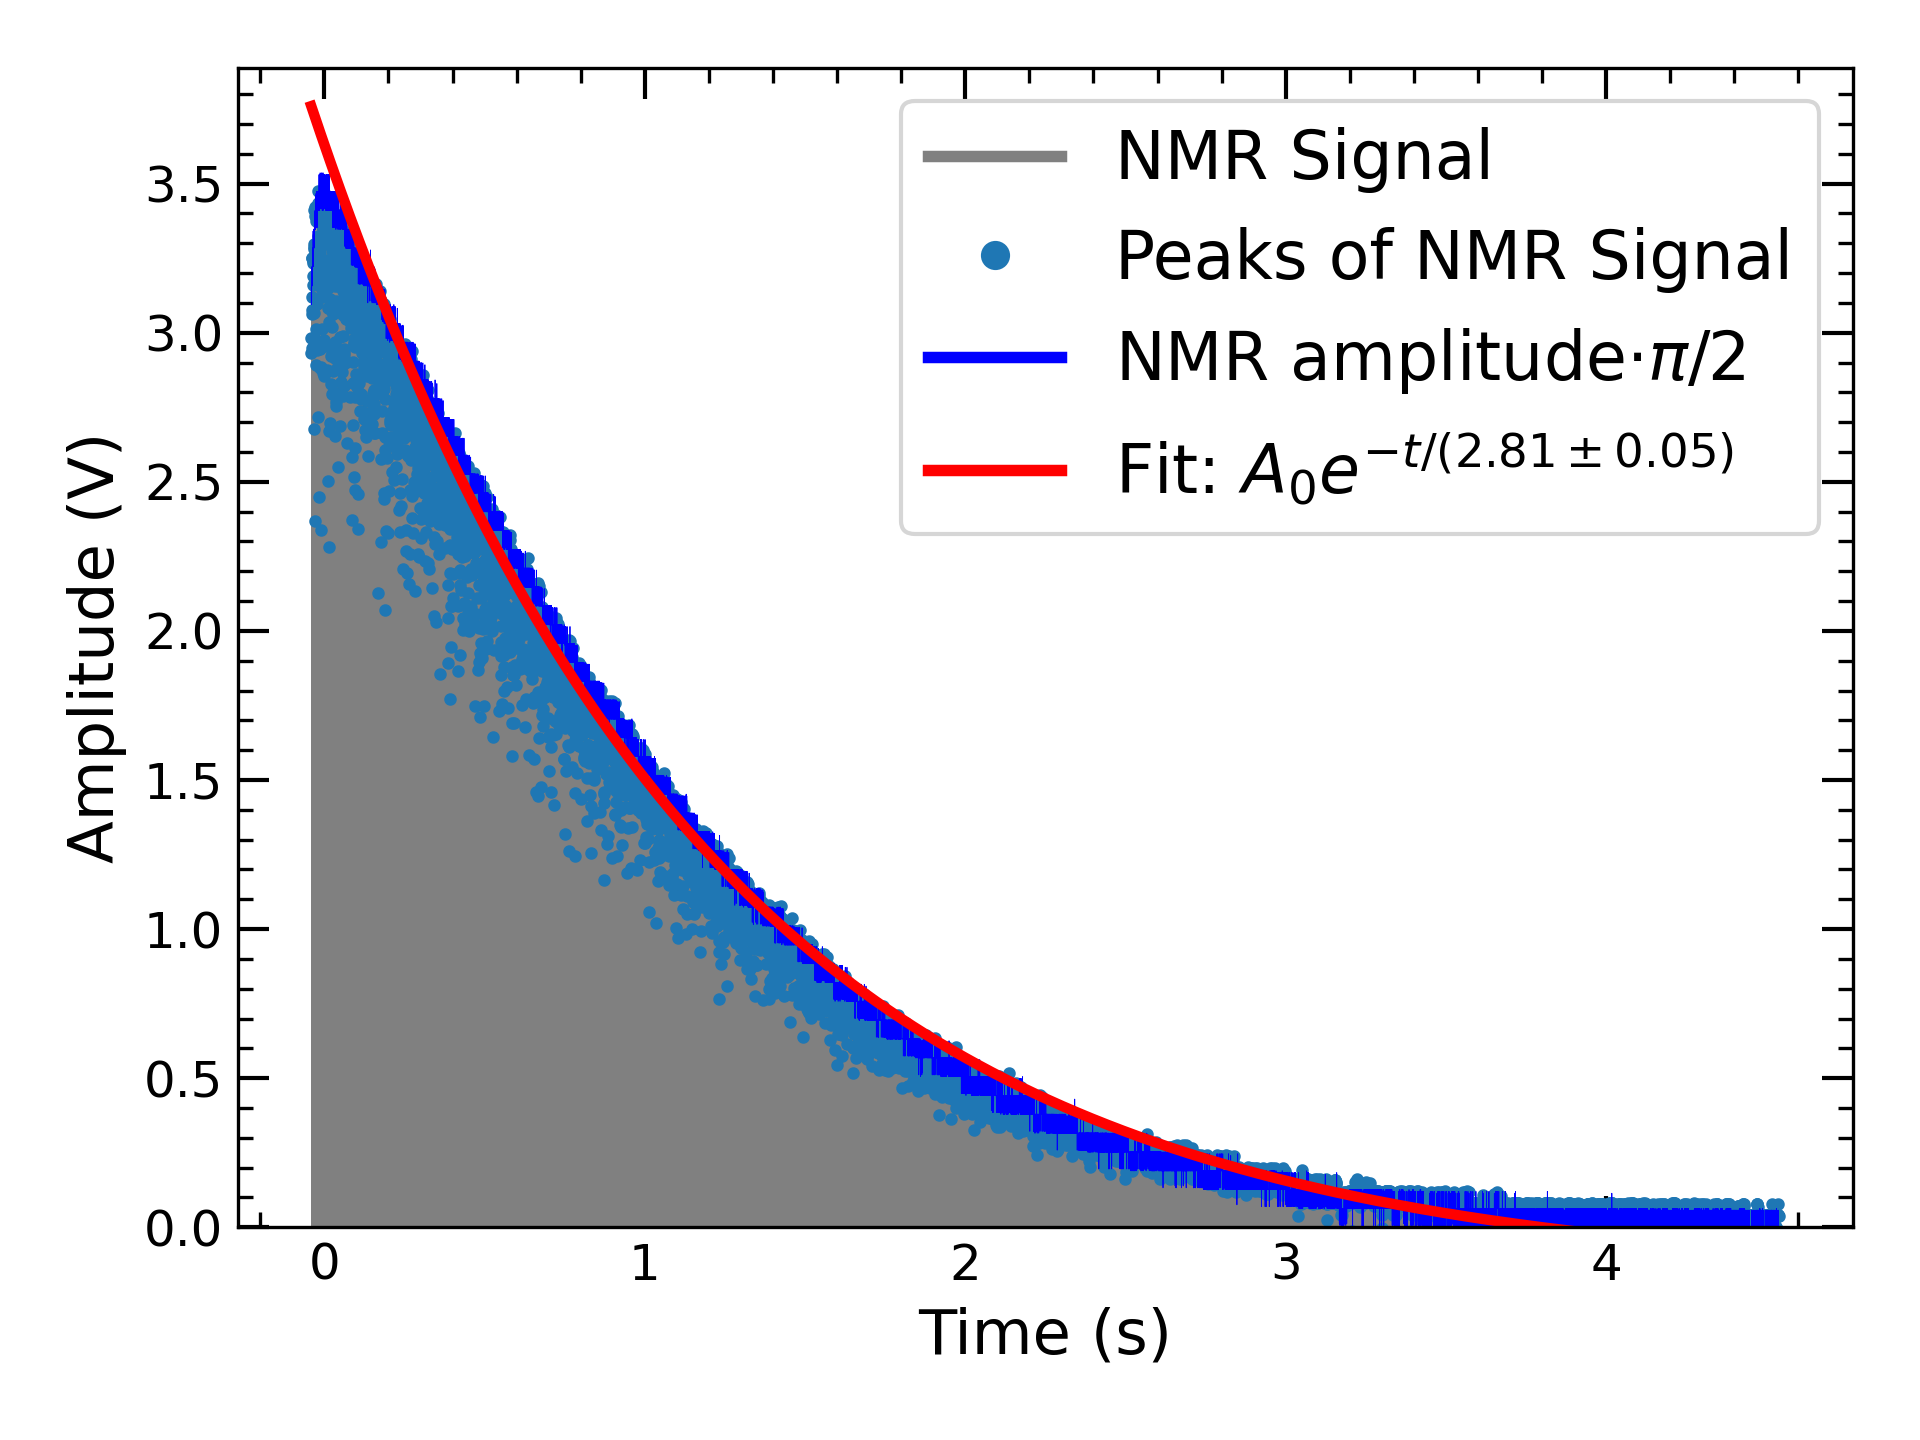 NMR Signal
Peaks of NMR Signal
NMR amplitude·π/2
Fit: A₀e^{−t/(2.81 ± 0.05)}
3.5
3.0
2.5
2.0
1.5
1.0
0.5
0.0
Amplitude (V)
0 1 2 3 4
Time (s)